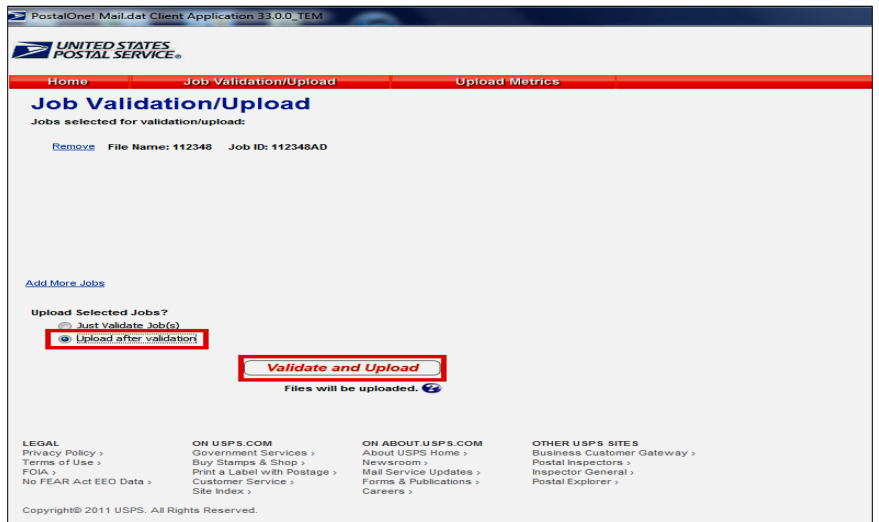 PostalOne! Mail.dat Client Application 33.0.0_TEM
UNITED STATES
POSTAL SERVICE®
Home Job Validation/Upload Upload Metrics
Job Validation/Upload
Jobs selected for validation/upload:
Remove File Name: 112348 Job ID: 112348AD
Add More Jobs
Upload Selected Jobs?
Just Validate Job(s)
Upload after validation
Validate and Upload
Files will be uploaded. ?
LEGAL ON USPS.COM ON ABOUT.USPS.COM OTHER USPS SITES
Privacy Policy › Government Services › About USPS Home › Business Customer Gateway ›
Terms of Use › Buy Stamps & Shop › Newsroom › Postal Inspectors ›
FOIA › Print a Label with Postage › Mail Service Updates › Inspector General ›
No FEAR Act EEO Data › Customer Service › Forms & Publications › Postal Explorer ›
Site Index › Careers ›
Copyright© 2011 USPS. All Rights Reserved.